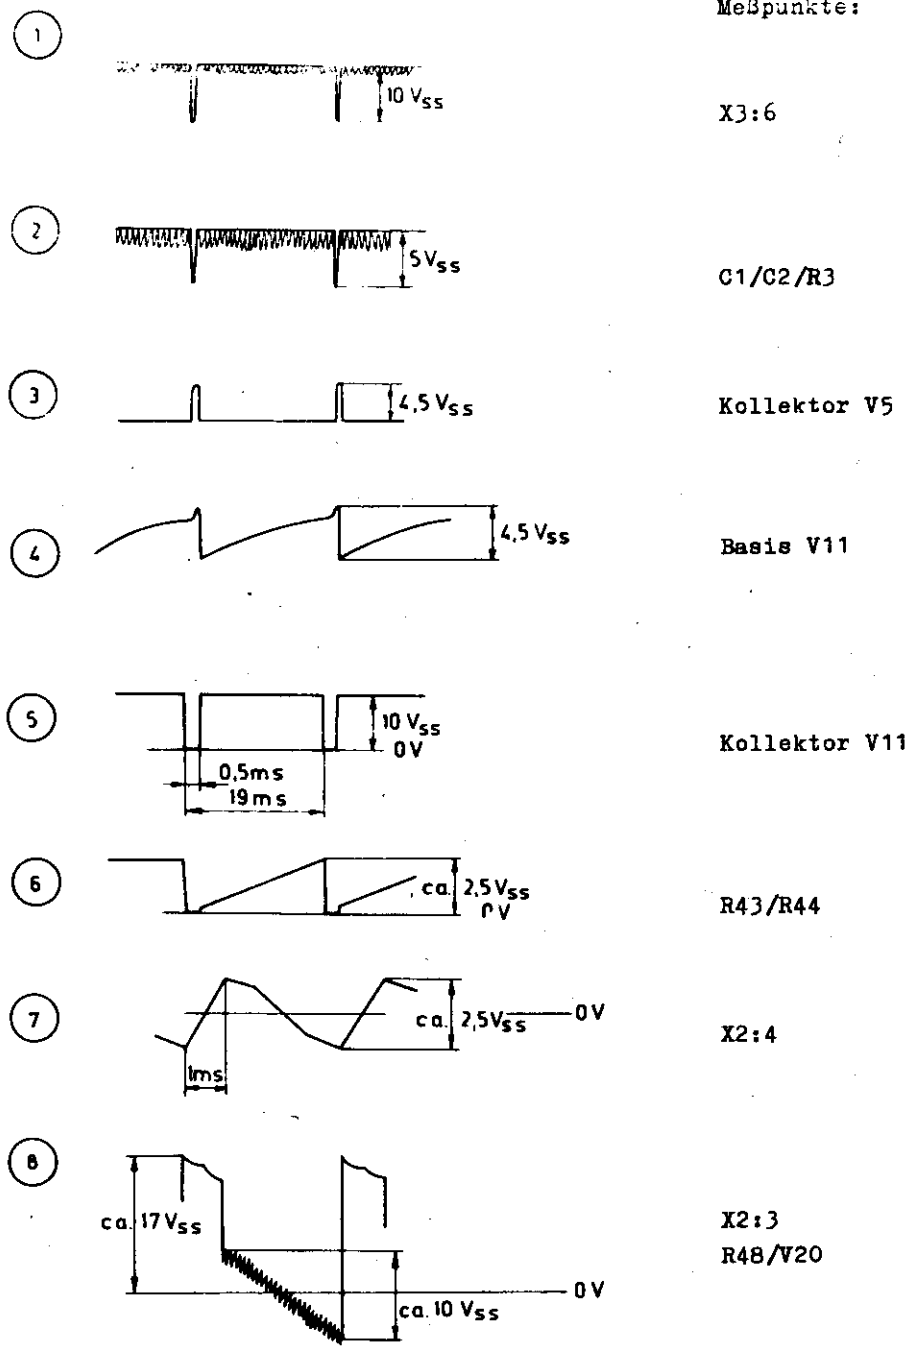 Meßpunkte:
1
10 Vss
X3:6
2
5 Vss
C1/C2/R3
3
4,5 Vss
Kollektor V5
4
4,5 Vss
Basis V11
5
10 Vss
0V
Kollektor V11
0,5ms
19ms
6
ca. 2,5Vss
0V
R43/R44
7
ca. 2,5Vss
0V
X2:4
1ms
8
ca. 17 Vss
X2:3
R48/V20
0V
ca. 10 Vss